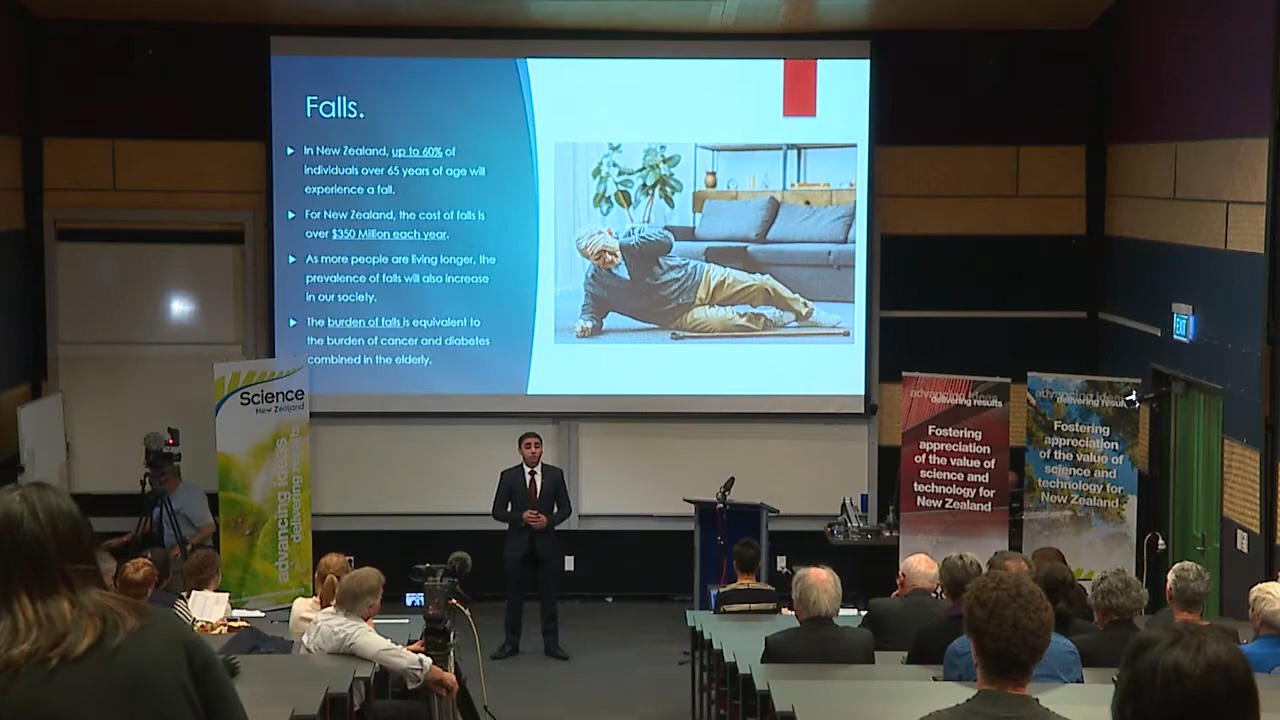 Falls.
In New Zealand, up to 60% of
individuals over 65 years of age will
experience a fall.
For New Zealand, the cost of falls is
over $350 Million each year.
As more people are living longer, the
prevalence of falls will also increase
in our society.
The burden of falls is equivalent to
the burden of cancer and diabetes
combined in the elderly.
Science
New Zealand
advancing ideas
delivering results
advancing ideas
delivering results
Fostering
appreciation
of the value of
science and
technology for
New Zealand
advancing ideas
delivering results
Fostering
appreciation
of the value of
science and
technology for
New Zealand
EXIT